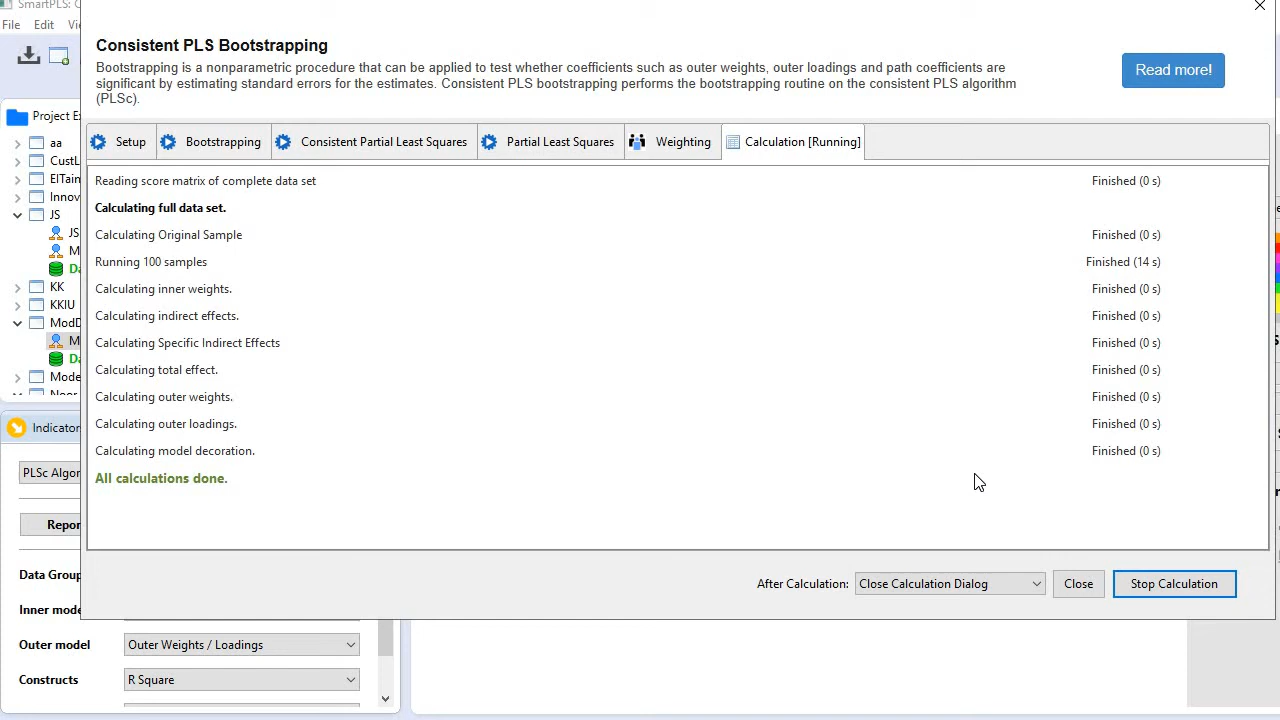 SmartPLS: C
File Edit Vi
Consistent PLS Bootstrapping
Bootstrapping is a nonparametric procedure that can be applied to test whether coefficients such as outer weights, outer loadings and path coefficients are
significant by estimating standard errors for the estimates. Consistent PLS bootstrapping performs the bootstrapping routine on the consistent PLS algorithm
(PLSc).
Read more!
Project Ex
Setup Bootstrapping Consistent Partial Least Squares Partial Least Squares Weighting Calculation [Running]
aa
CustL
ElTain
Innov
JS
JS
M
Da
KK
KKIU
ModD
M
Da
Mode
Noor
Reading score matrix of complete data set Finished (0 s)
Calculating full data set.
Calculating Original Sample Finished (0 s)
Running 100 samples Finished (14 s)
Calculating inner weights. Finished (0 s)
Calculating indirect effects. Finished (0 s)
Calculating Specific Indirect Effects Finished (0 s)
Calculating total effect. Finished (0 s)
Calculating outer weights. Finished (0 s)
Calculating outer loadings. Finished (0 s)
Calculating model decoration. Finished (0 s)
All calculations done.
After Calculation: Close Calculation Dialog Close Stop Calculation
Indicator
PLSc Algor
Repor
Data Group
Inner mode
Outer model Outer Weights / Loadings
Constructs R Square